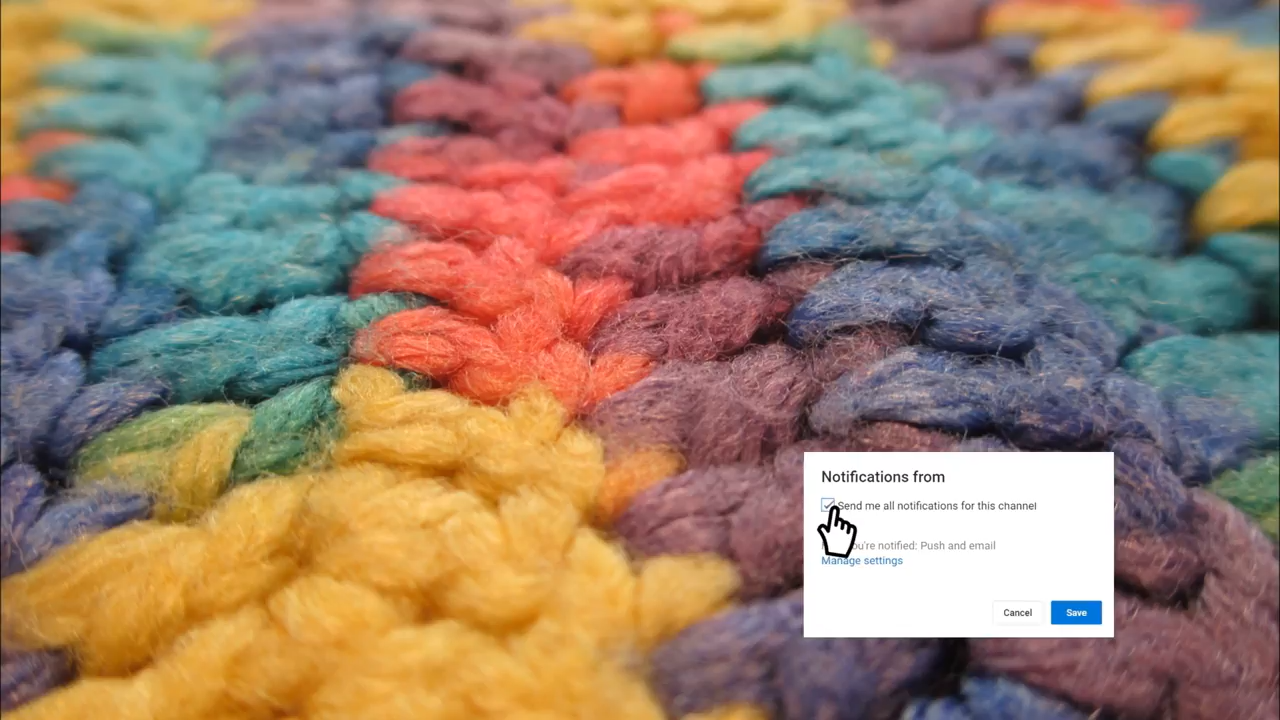 Notifications from
Send me all notifications for this channel
you're notified: Push and email
Manage settings
Cancel
Save